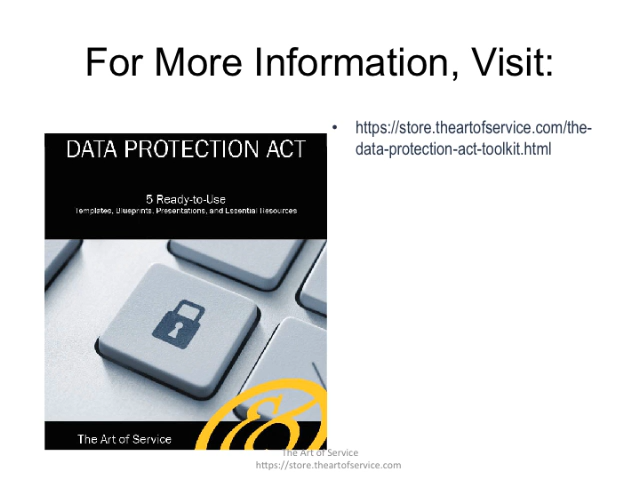 For More Information, Visit:
• https://store.theartofservice.com/the-
data-protection-act-toolkit.html
DATA PROTECTION ACT
5 Ready-to-Use
Templates, Blueprints, Presentations, and Essential Resources
The Art of Service
The Art of Service
https://store.theartofservice.com